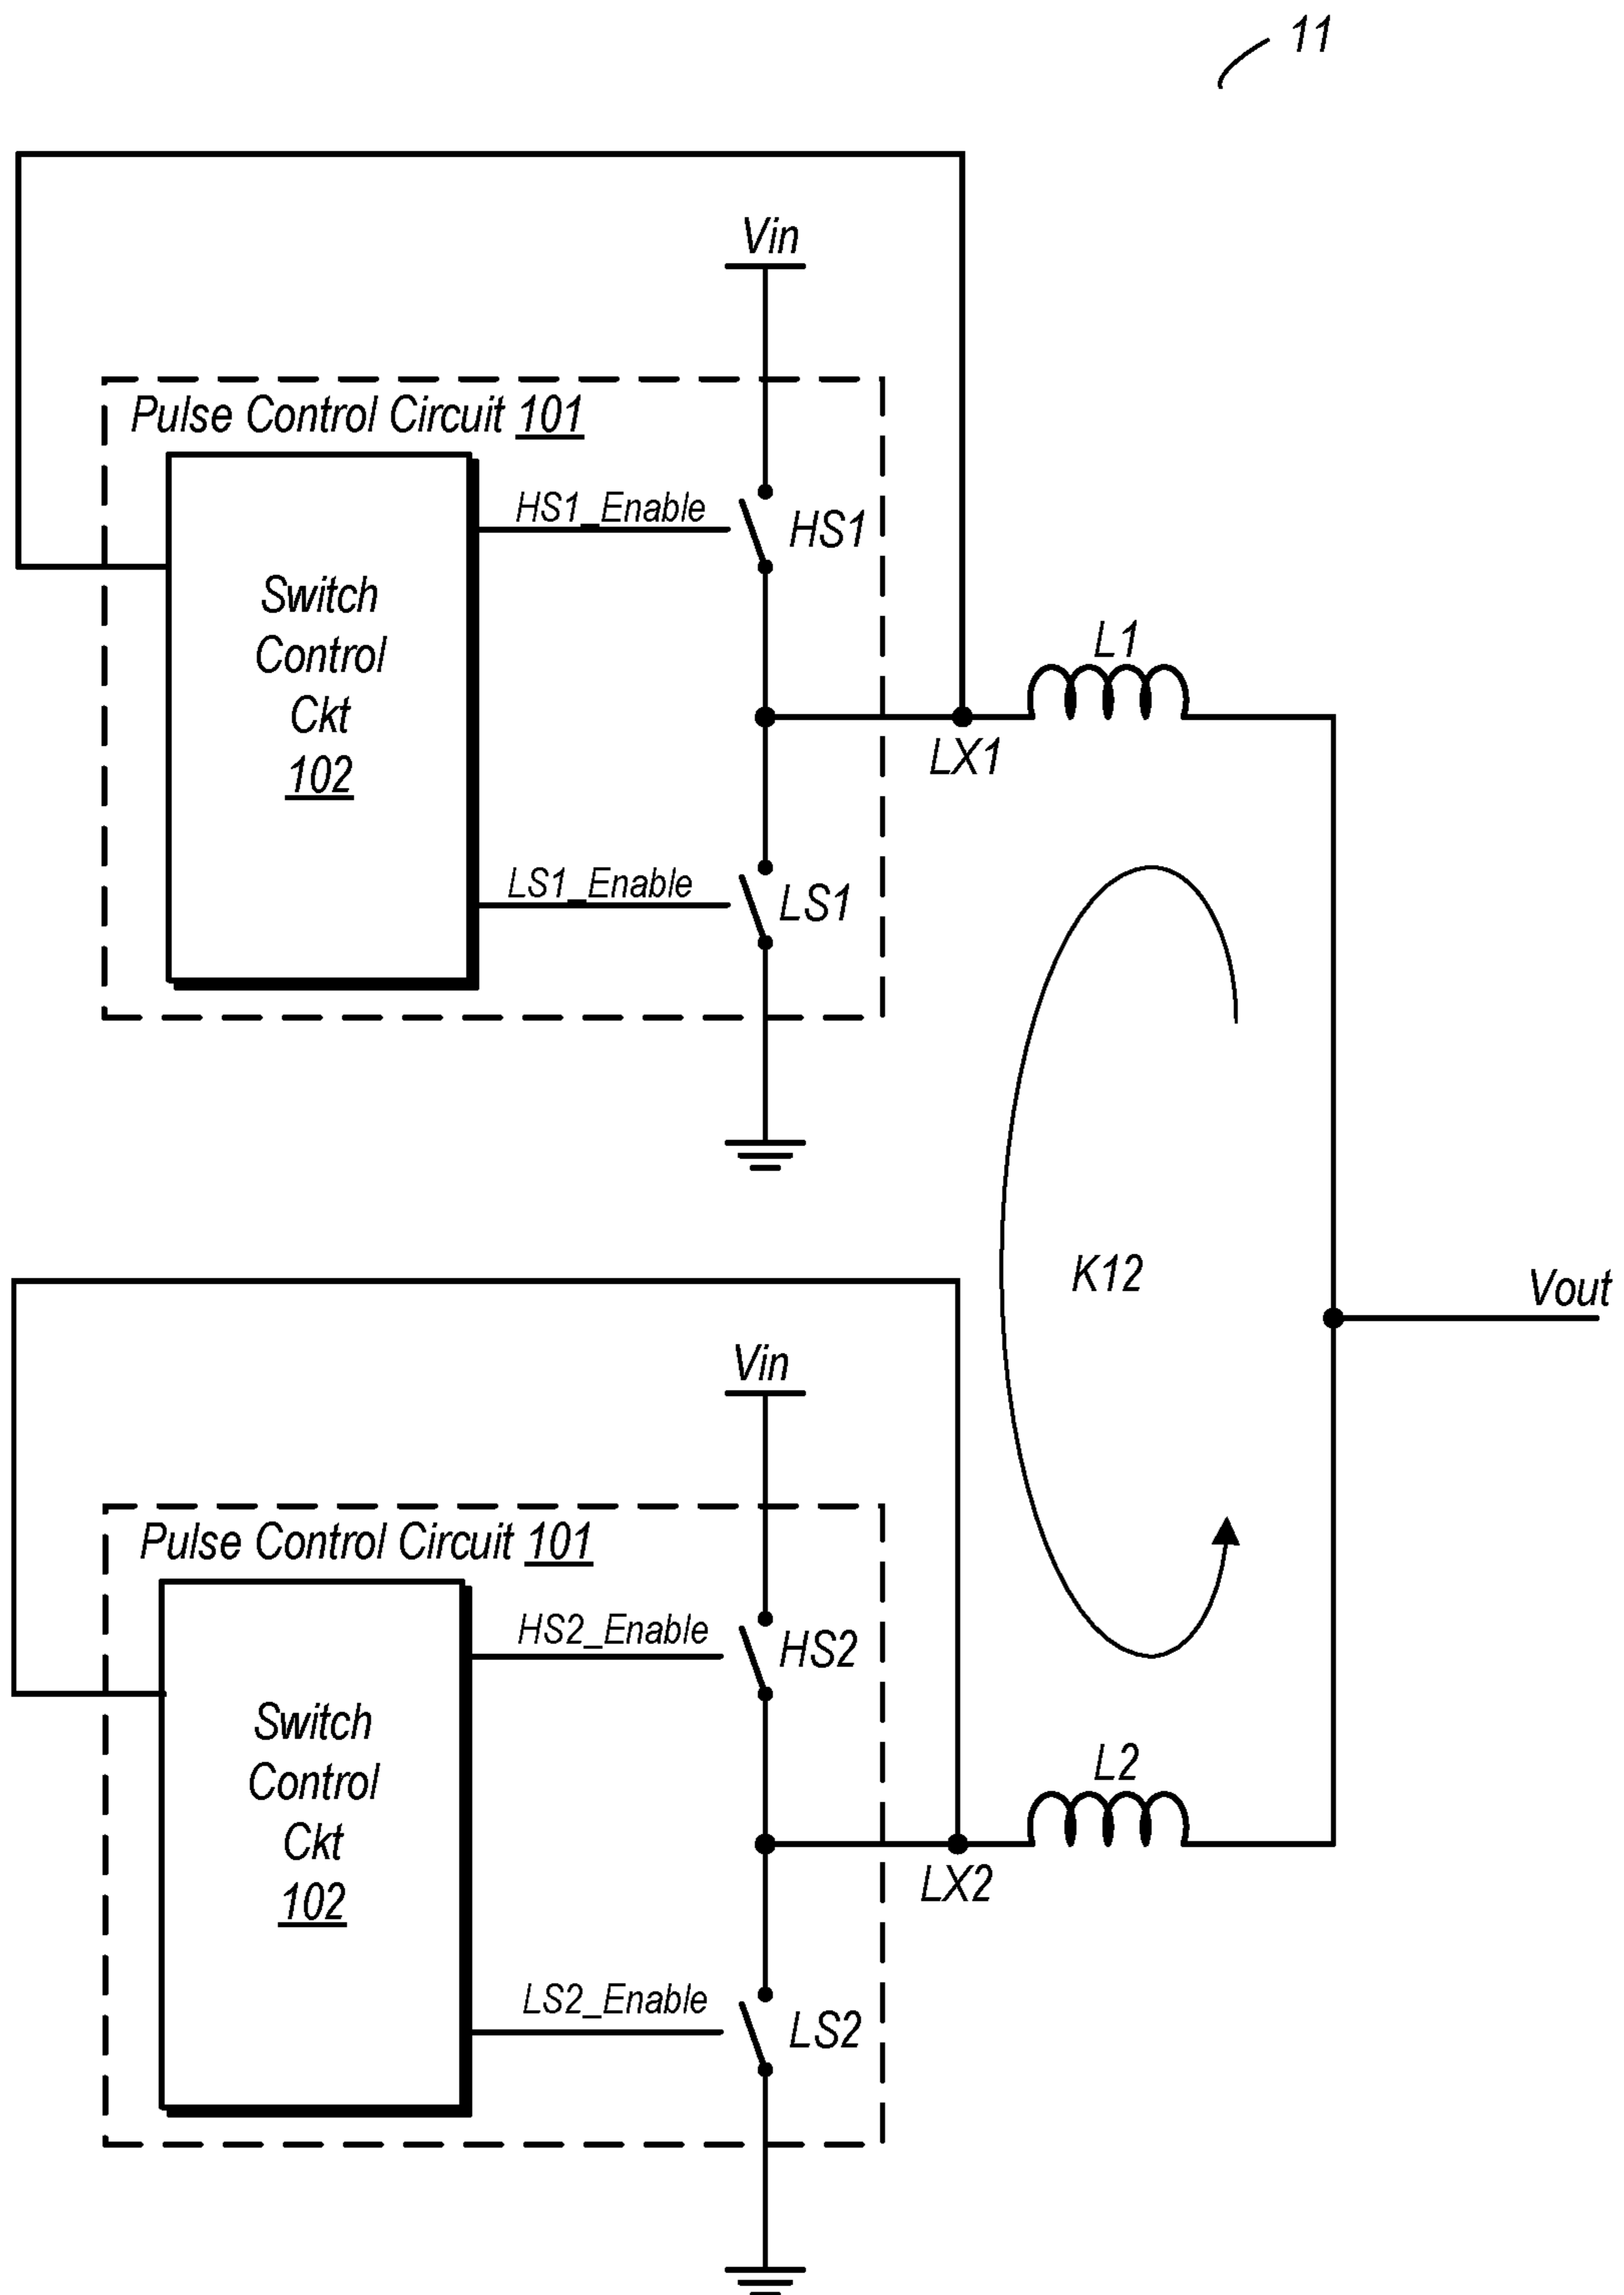 11
Vin
Pulse Control Circuit 101
HS1_Enable
HS1
Switch
Control
Ckt
102
L1
LX1
LS1_Enable
LS1
K12
Vout
Vin
Pulse Control Circuit 101
HS2_Enable
HS2
Switch
Control
Ckt
102
L2
LX2
LS2_Enable
LS2